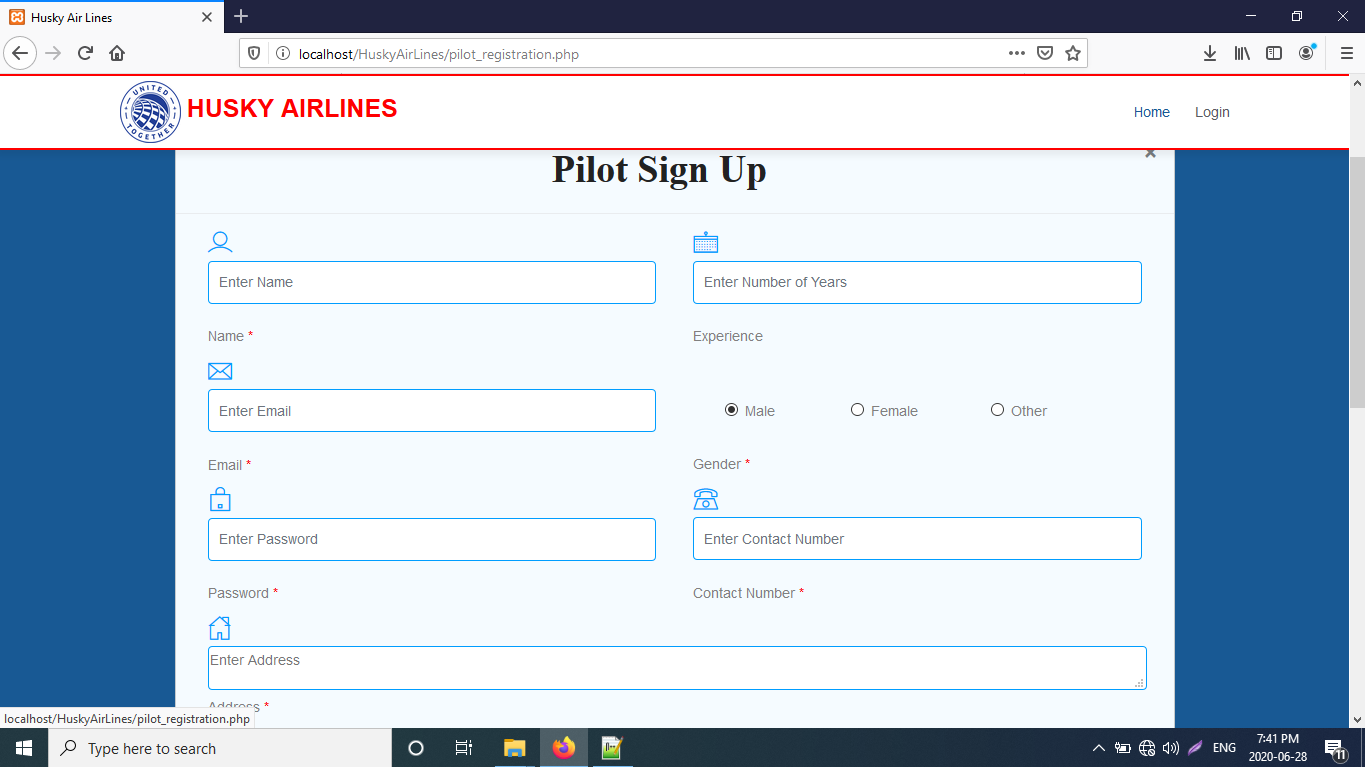 Husky Air Lines
localhost/HuskyAirLines/pilot_registration.php
UNITED TOGETHER
HUSKY AIRLINES
Home Login
Pilot Sign Up
Enter Name Enter Number of Years
Name * Experience
Enter Email Male Female Other
Email * Gender *
Enter Password Enter Contact Number
Password * Contact Number *
Enter Address
Address *
localhost/HuskyAirLines/pilot_registration.php
Type here to search
ENG
7:41 PM
2020-06-28
11